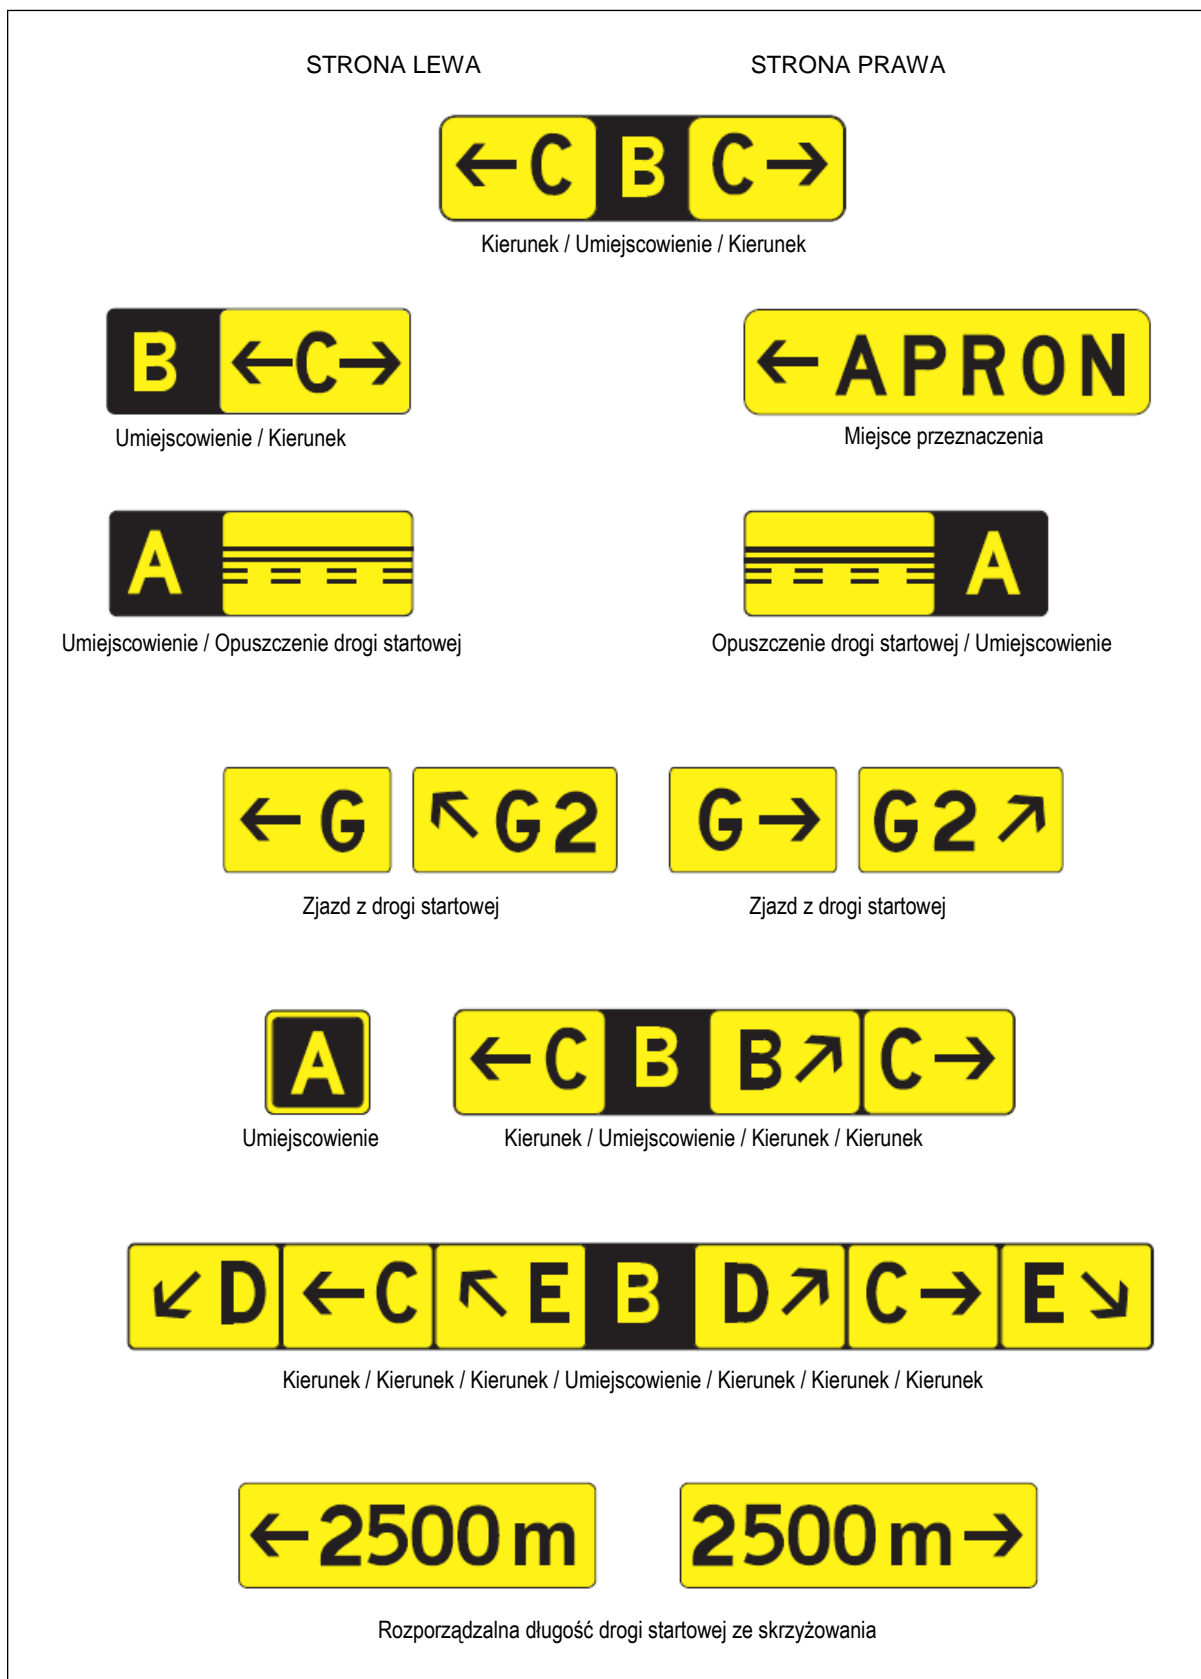 STRONA LEWA STRONA PRAWA
←C B C→
Kierunek / Umiejscowienie / Kierunek
B ←C→ ←APRON
Umiejscowienie / Kierunek Miejsce przeznaczenia
A A
Umiejscowienie / Opuszczenie drogi startowej Opuszczenie drogi startowej / Umiejscowienie
←G ↖G2 G→ G2↗
Zjazd z drogi startowej Zjazd z drogi startowej
A ←C B B↗ C→
Umiejscowienie Kierunek / Umiejscowienie / Kierunek / Kierunek
↙D ←C ↖E B D↗ C→ E↘
Kierunek / Kierunek / Kierunek / Umiejscowienie / Kierunek / Kierunek / Kierunek
←2500m 2500m→
Rozporządzalna długość drogi startowej ze skrzyżowania